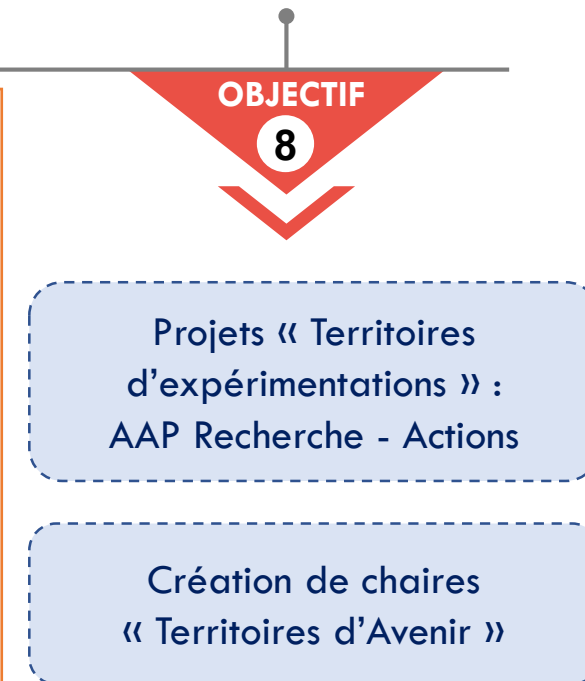 OBJECTIF
8
Projets « Territoires
d’expérimentations » :
AAP Recherche - Actions
Création de chaires
« Territoires d’Avenir »